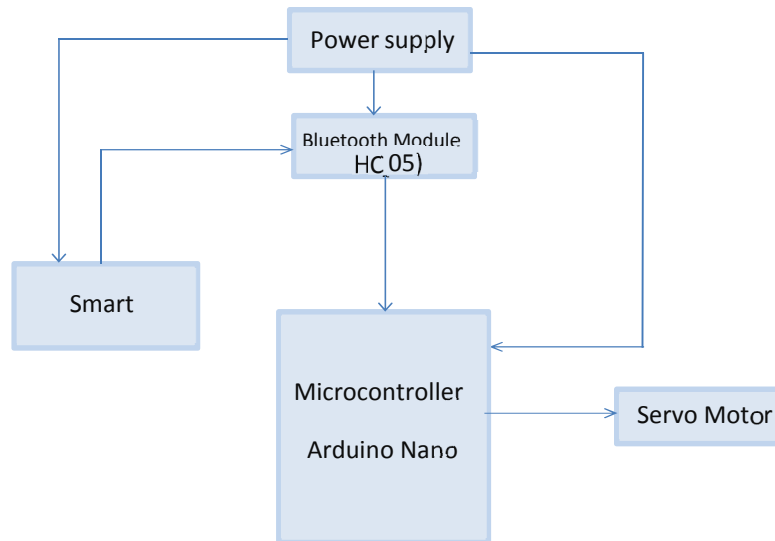 Power supply
Bluetooth Module
HC 05)
Smart
Microcontroller
Arduino Nano
Servo Motor